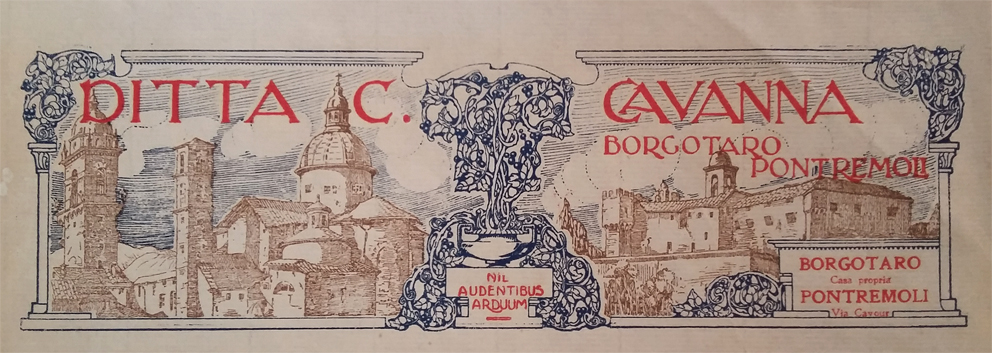 DITTA C. CAVANNA
BORGOTARO
PONTREMOLI
NIL
AUDENTIBUS
ARDUUM
BORGOTARO
Casa propria
PONTREMOLI
Via Cavour